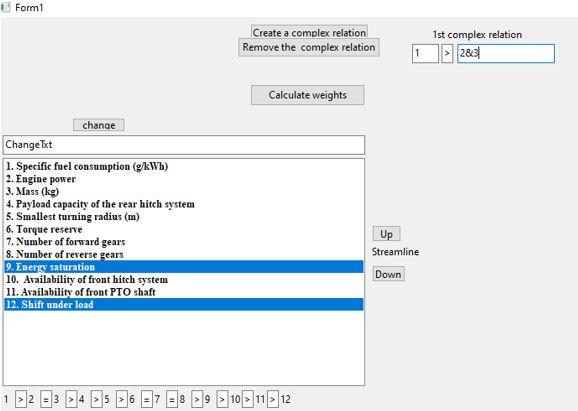 Form1
Create a complex relation
Remove the  complex relation
1st complex relation
1 > 2&3
Calculate weights
change
ChangeTxt
1. Specific fuel consumption (g/kWh)
2. Engine power
3. Mass (kg)
4. Payload capacity of the rear hitch system
5. Smallest turning radius (m)
6. Torque reserve
7. Number of forward gears
8. Number of reverse gears
9. Energy saturation
10.  Availability of front hitch system
11. Availability of front PTO shaft
12. Shift under load
Up
Streamline
Down
1 > 2 = 3 > 4 > 5 > 6 = 7 = 8 > 9 > 10 > 11 > 12